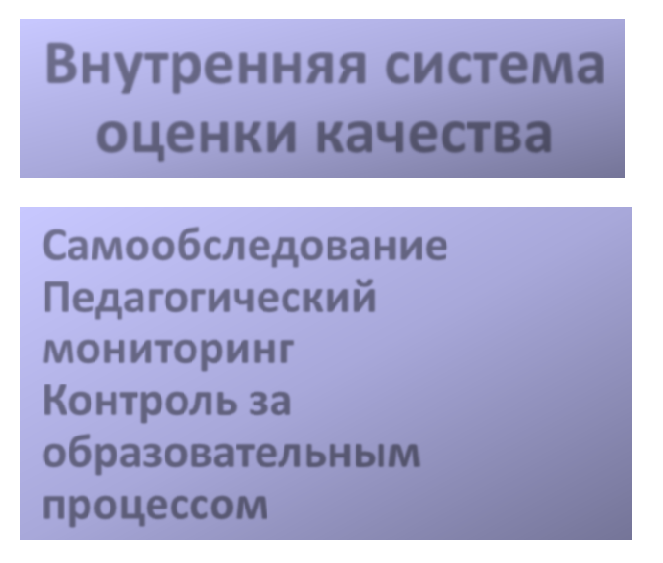 Внутренняя система
оценки качества
Самообследование
Педагогический
мониторинг
Контроль за
образовательным
процессом